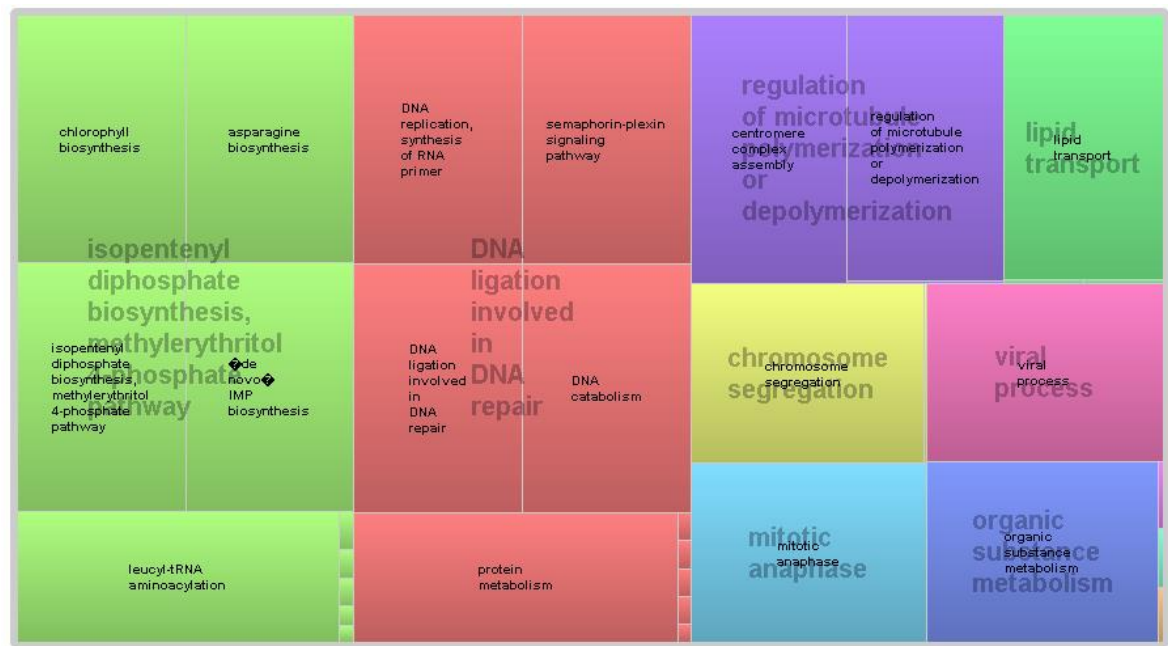 chlorophyll
biosynthesis
asparagine
biosynthesis
isopentenyl
diphosphate
biosynthesis,
methylerythritol
4-phosphate
pathway
isopentenyl
diphosphate
biosynthesis,
methylerythritol
4-phosphate
pathway
�de
novo�
IMP
biosynthesis
leucyl-tRNA
aminoacylation
DNA
replication,
synthesis
of RNA
primer
semaphorin-plexin
signaling
pathway
DNA
ligation
involved
in
DNA
repair
DNA
ligation
involved
in
DNA
repair
DNA
catabolism
protein
metabolism
regulation
of microtubule
polymerization
or
depolymerization
centromere
complex
assembly
regulation
of microtubule
polymerization
or
depolymerization
lipid
transport
lipid
transport
chromosome
segregation
chromosome
segregation
viral
process
viral
process
mitotic
anaphase
mitotic
anaphase
organic
substance
metabolism
organic
substance
metabolism